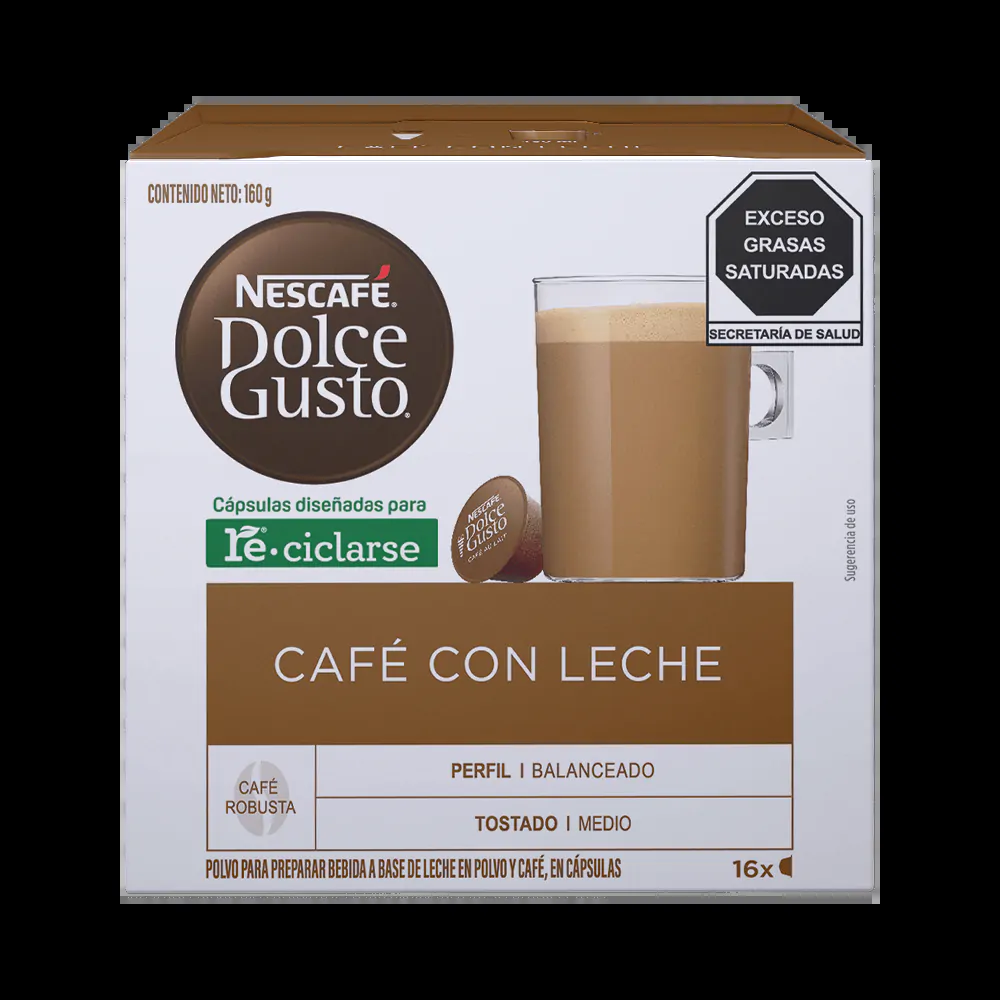 CONTENIDO NETO: 160 g
EXCESO
GRASAS
SATURADAS
SECRETARÍA DE SALUD
NESCAFÉ®
Dolce
Gusto®
Cápsulas diseñadas para
re®·ciclarse
NESCAFÉ
DOLCE
GUSTO
CAFÉ AU LAIT
Sugerencia de uso
CAFÉ CON LECHE
CAFÉ
ROBUSTA
PERFIL I BALANCEADO
TOSTADO I MEDIO
POLVO PARA PREPARAR BEBIDA A BASE DE LECHE EN POLVO Y CAFÉ, EN CÁPSULAS
16x